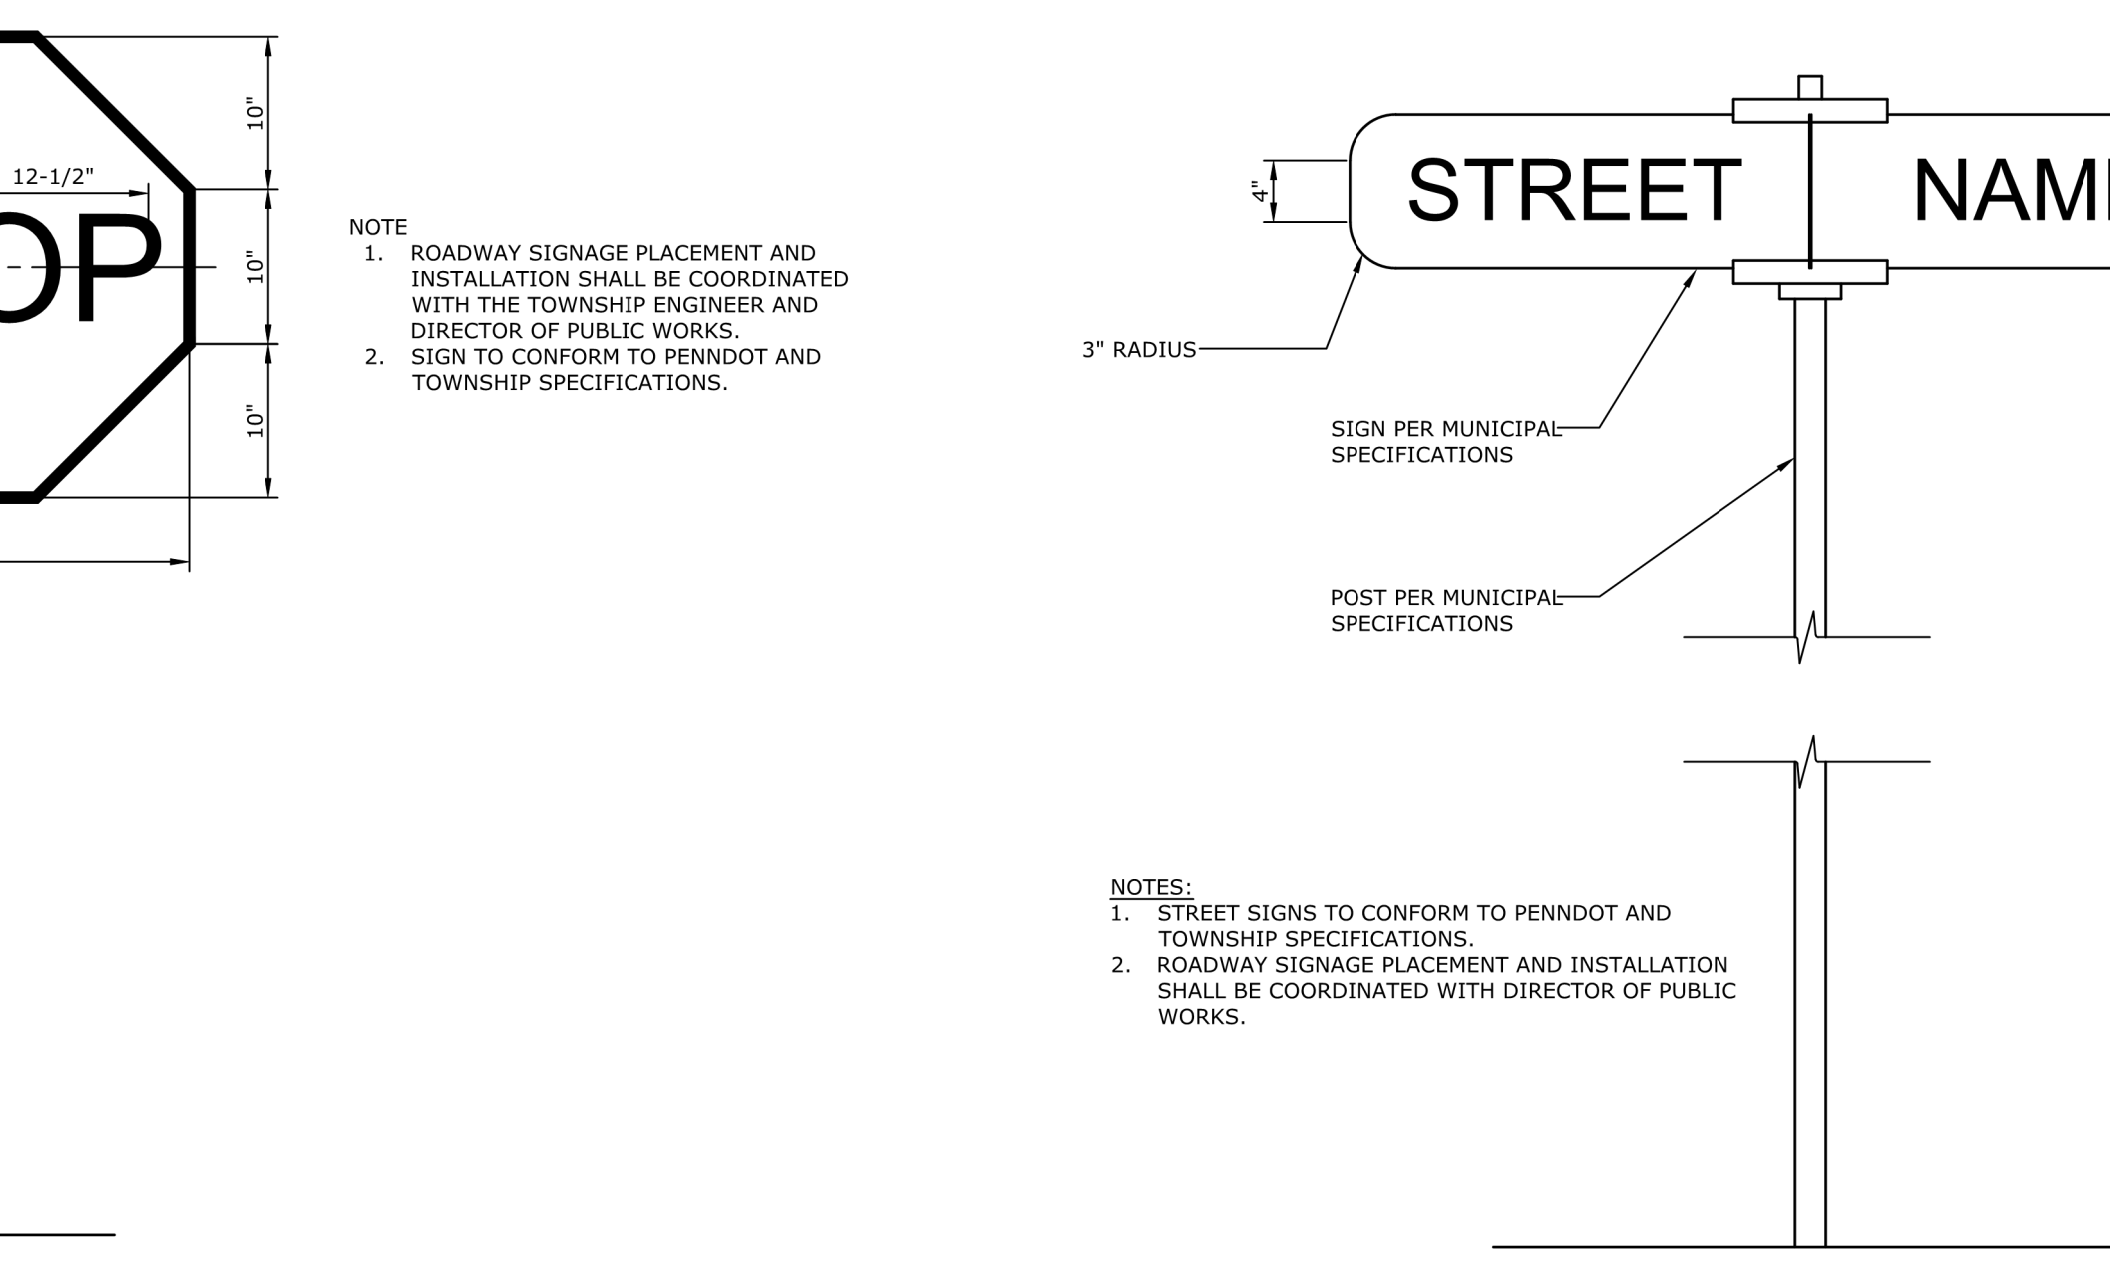 10"
12-1/2"
OP
10"
10"
NOTE
1. ROADWAY SIGNAGE PLACEMENT AND
INSTALLATION SHALL BE COORDINATED
WITH THE TOWNSHIP ENGINEER AND
DIRECTOR OF PUBLIC WORKS.
2. SIGN TO CONFORM TO PENNDOT AND
TOWNSHIP SPECIFICATIONS.
STREET NAM
4"
3" RADIUS
SIGN PER MUNICIPAL
SPECIFICATIONS
POST PER MUNICIPAL
SPECIFICATIONS
NOTES:
1. STREET SIGNS TO CONFORM TO PENNDOT AND
TOWNSHIP SPECIFICATIONS.
2. ROADWAY SIGNAGE PLACEMENT AND INSTALLATION
SHALL BE COORDINATED WITH DIRECTOR OF PUBLIC
WORKS.